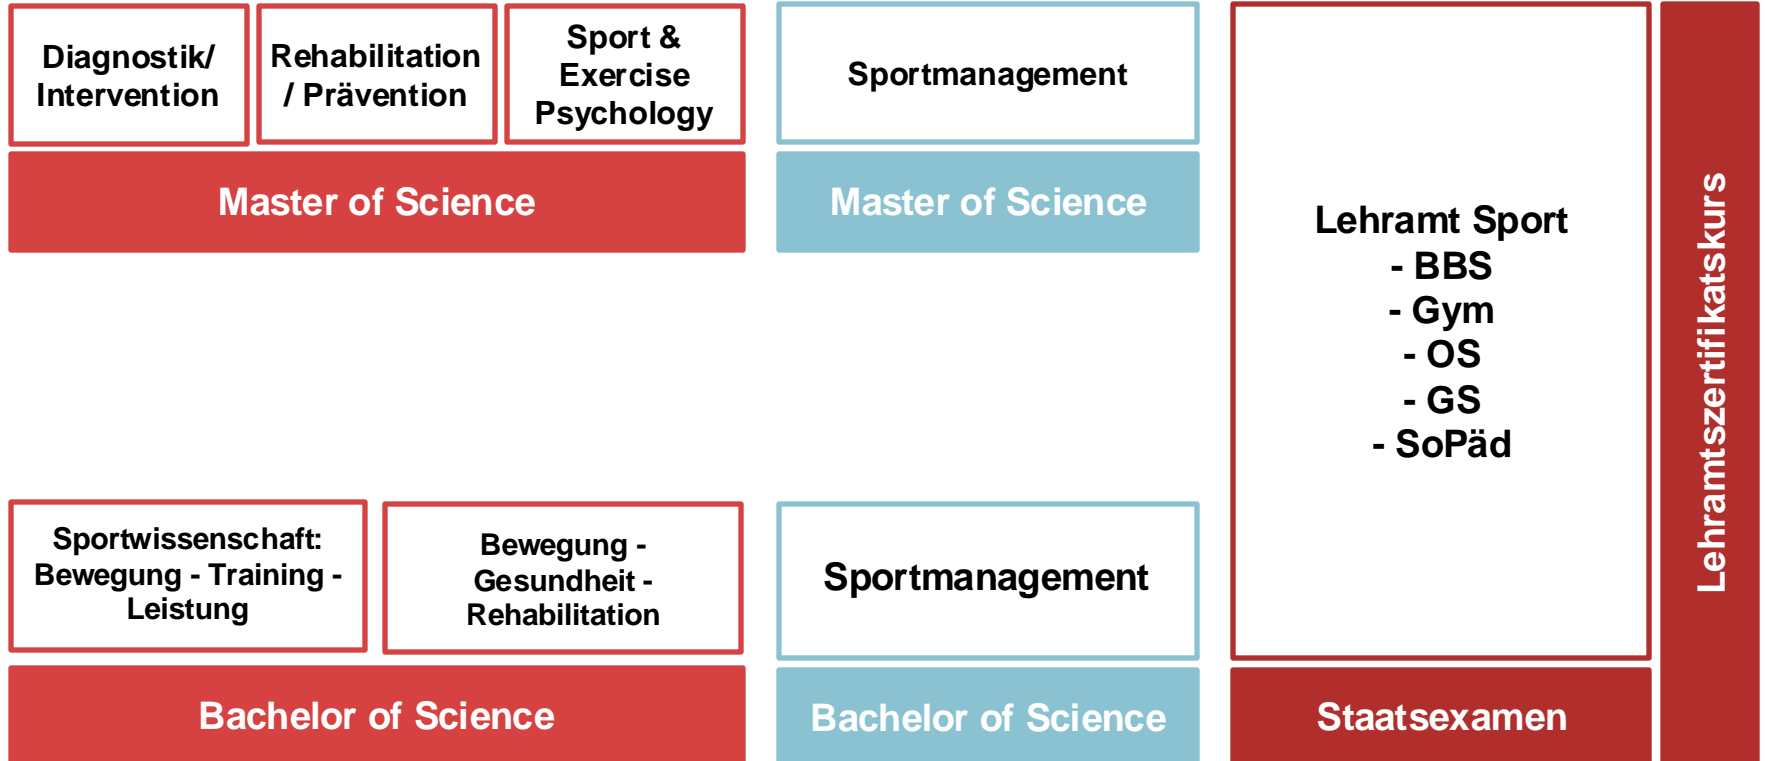 Diagnostik/
Intervention
Rehabilitation
/ Prävention
Sport &
Exercise
Psychology
Master of Science
Sportmanagement
Master of Science
Sportwissenschaft:
Bewegung - Training -
Leistung
Bewegung -
Gesundheit -
Rehabilitation
Bachelor of Science
Sportmanagement
Bachelor of Science
Lehramt Sport
- BBS
- Gym
- OS
- GS
- SoPäd
Staatsexamen
Lehramtszertifikatskurs